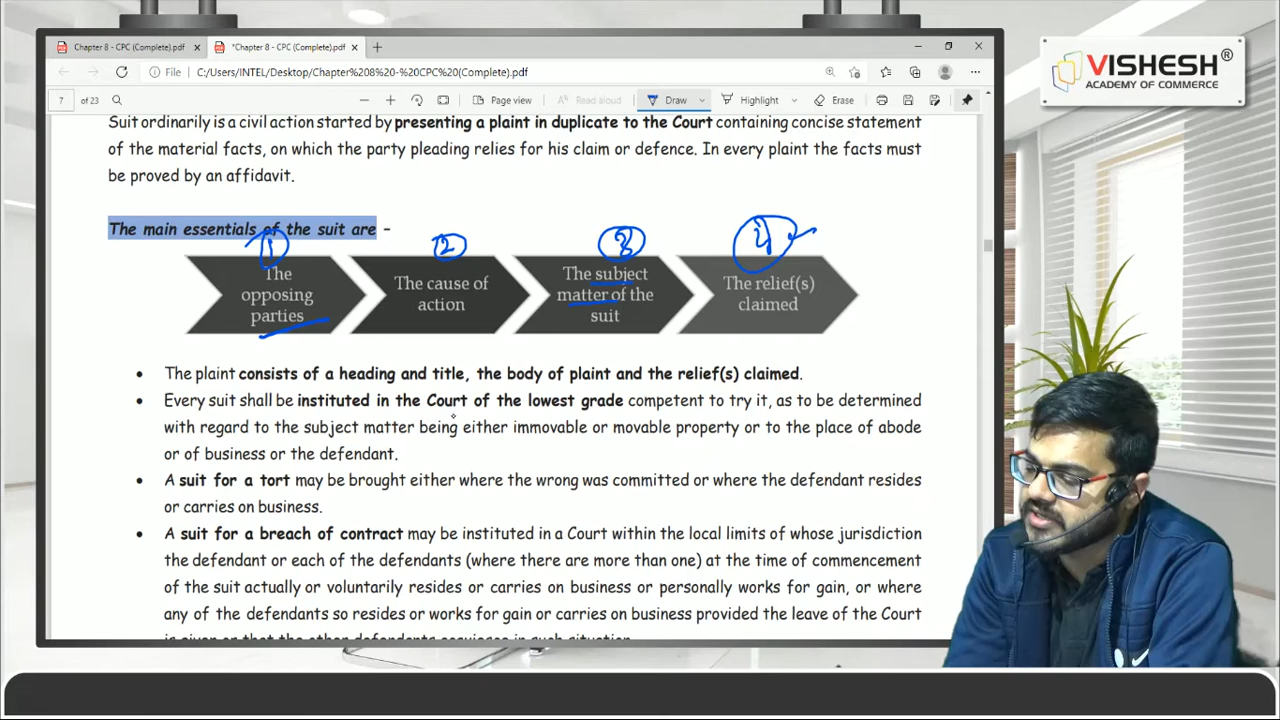 Chapter 8 - CPC (Complete).pdf
*Chapter 8 - CPC (Complete).pdf
File
C:/Users/INTEL/Desktop/Chapter%208%20-%20CPC%20(Complete).pdf
7 of 23
Page view
Read aloud
Draw
Highlight
Erase
VISHESH®
ACADEMY OF COMMERCE
Suit ordinarily is a civil action started by presenting a plaint in duplicate to the Court containing concise statement
of the material facts, on which the party pleading relies for his claim or defence. In every plaint the facts must
be proved by an affidavit.
The main essentials of the suit are –
1
2
3
4
The
opposing
parties
The cause of
action
The subject
matter of the
suit
The relief(s)
claimed
• The plaint consists of a heading and title, the body of plaint and the relief(s) claimed.
• Every suit shall be instituted in the Court of the lowest grade competent to try it, as to be determined
with regard to the subject matter being either immovable or movable property or to the place of abode
or of business or the defendant.
• A suit for a tort may be brought either where the wrong was committed or where the defendant resides
or carries on business.
• A suit for a breach of contract may be instituted in a Court within the local limits of whose jurisdiction
the defendant or each of the defendants (where there are more than one) at the time of commencement
of the suit actually or voluntarily resides or carries on business or personally works for gain, or where
any of the defendants so resides or works for gain or carries on business provided the leave of the Court
is given or that the other defendants acquiesce in such situation.